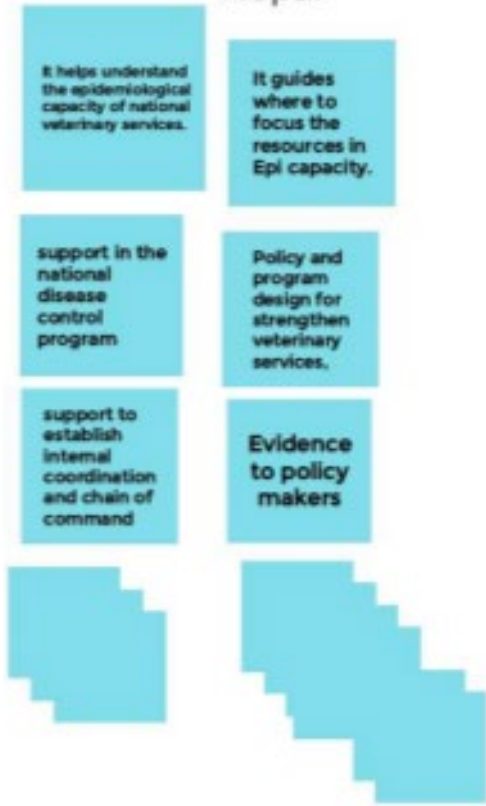 It helps understand
the epidemiological
capacity of national
veterinary services.
It guides
where to
focus the
resources in
Epi capacity.
support in the
national
disease
control
program
Policy and
program
design for
strengthen
veterinary
services.
support to
establish
internal
coordination
and chain of
command
Evidence
to policy
makers